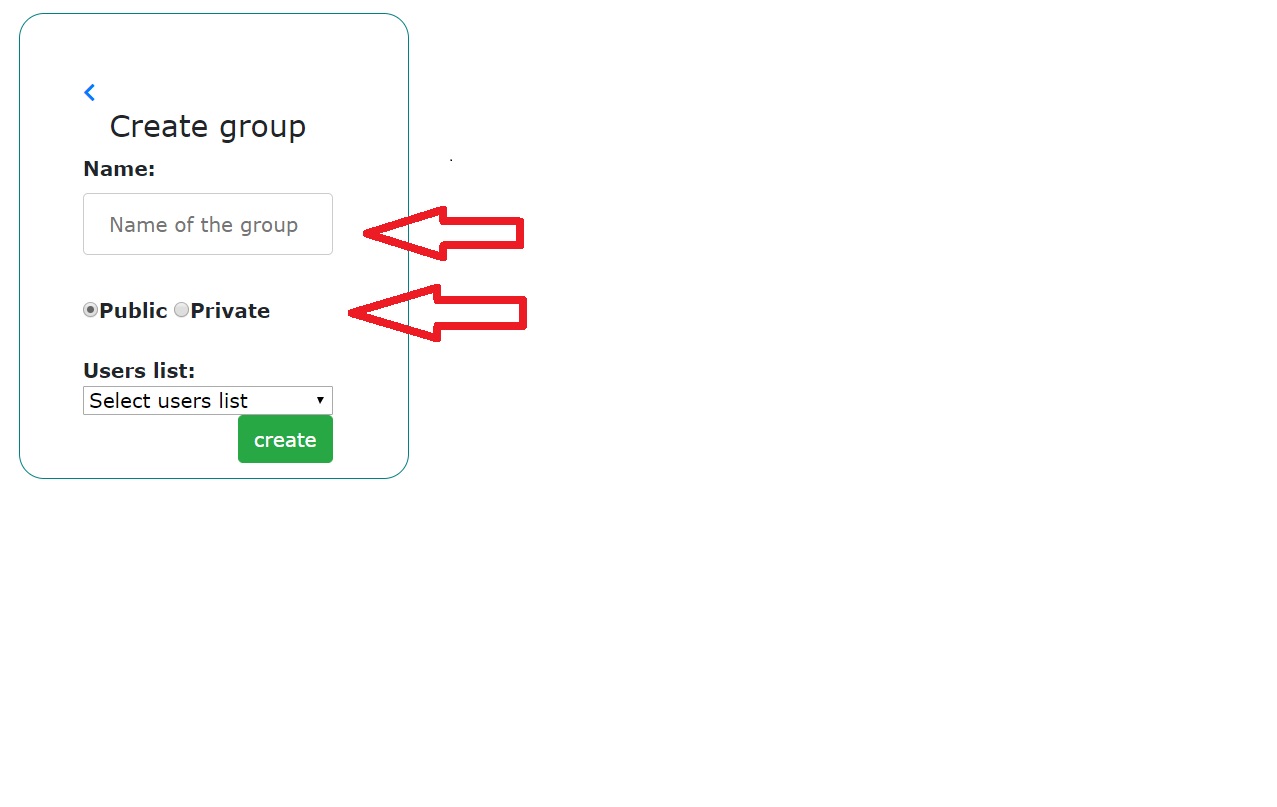 Create group
Name:
Name of the group
Public Private
Users list:
Select users list
create